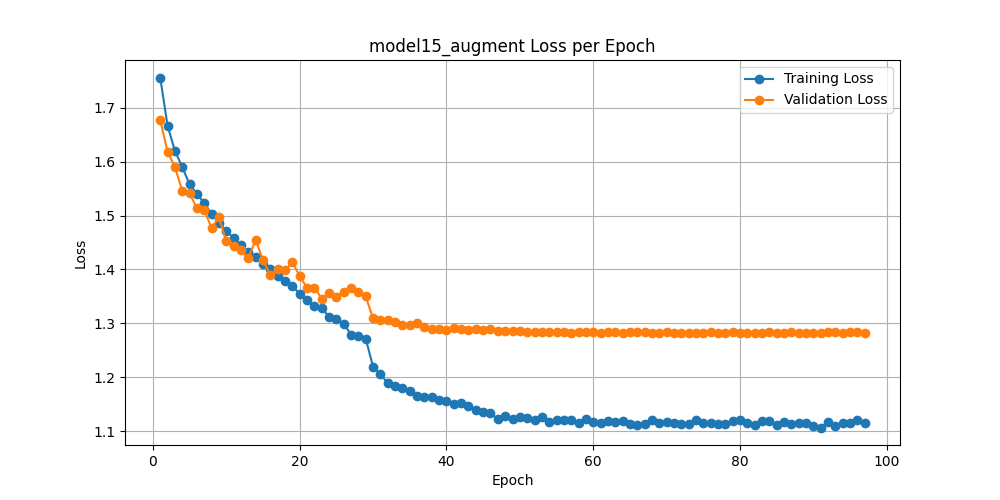 model15_augment Loss per Epoch
Training Loss
Validation Loss
Loss
1.7
1.6
1.5
1.4
1.3
1.2
1.1
0 20 40 60 80 100
Epoch